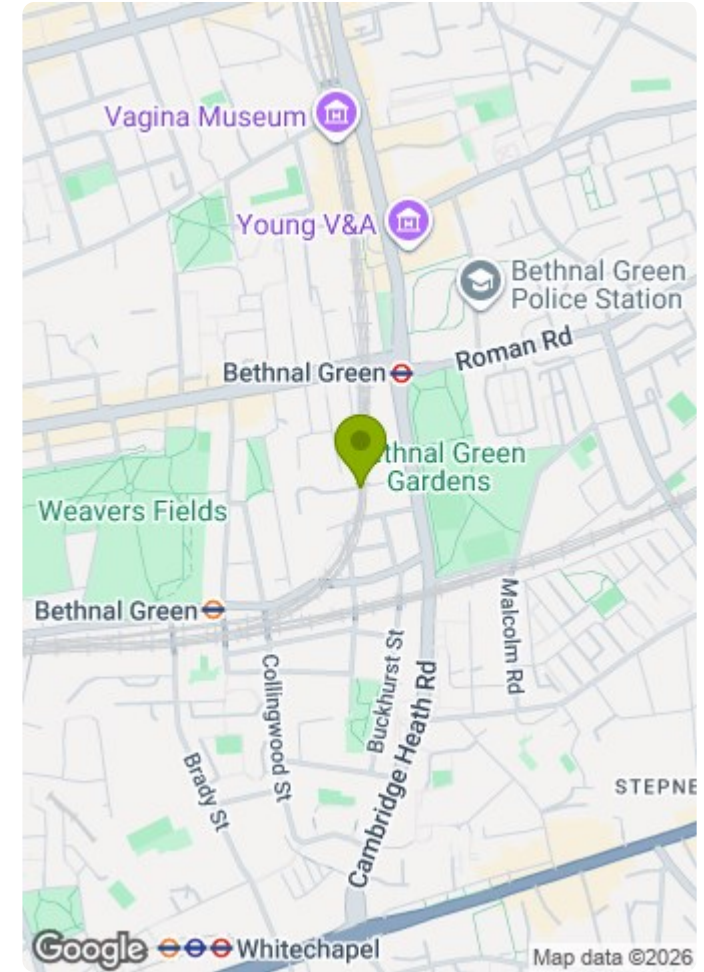 Vagina Museum
Young V&A
Bethnal Green
Police Station
Roman Rd
Bethnal Green
thnal Green
Gardens
Weavers Fields
Bethnal Green
Malcolm Rd
Buckhurst St
Collingwood St
Cambridge Heath Rd
Brady St
STEPNE
Google
Whitechapel
Map data ©2026